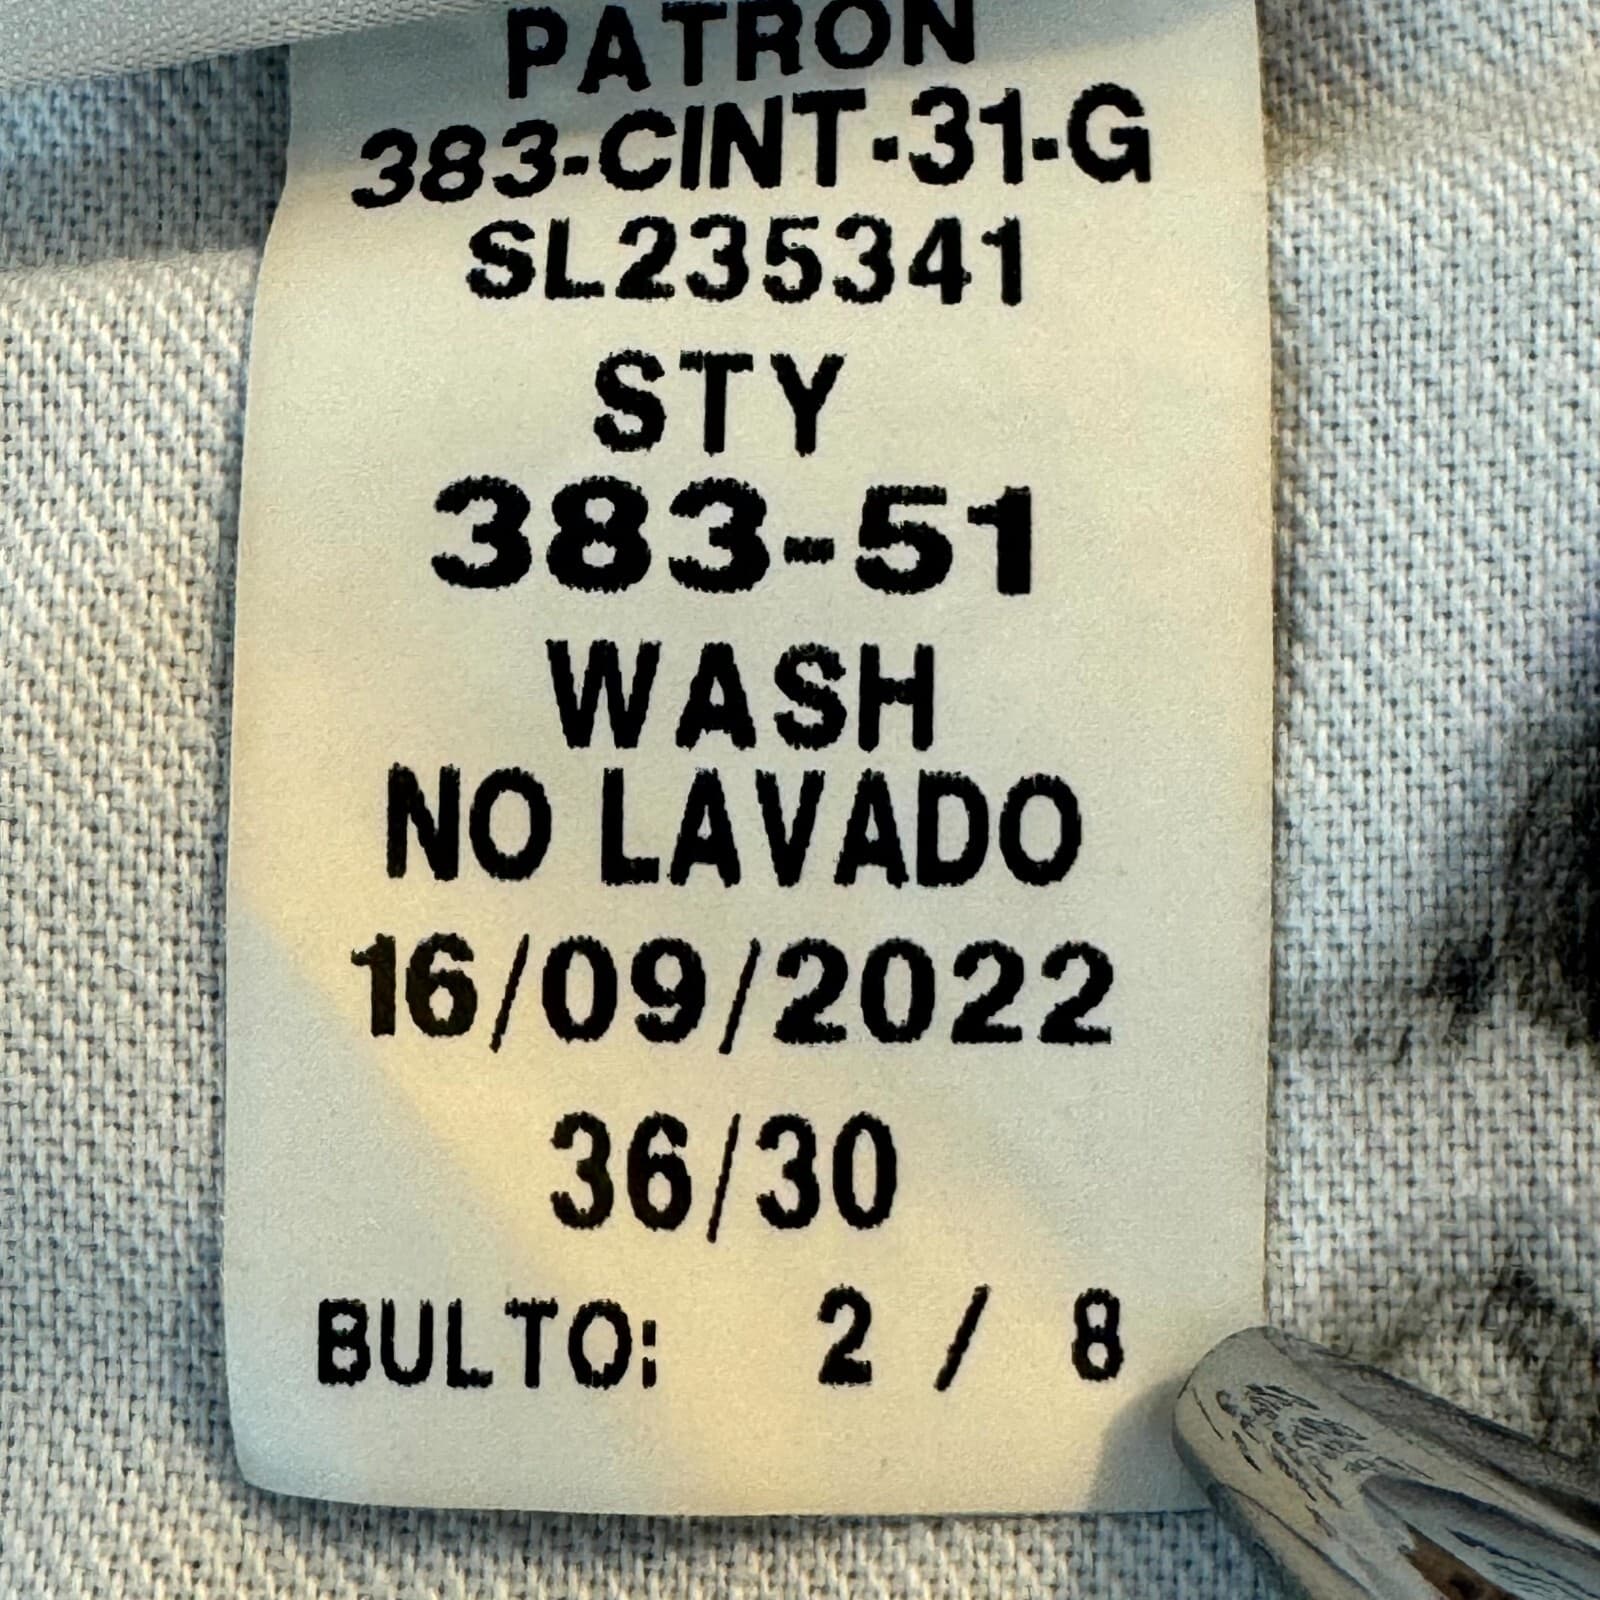 PATRON
383-CINT-31-G
SL235341
STY
383-51
WASH
NO LAVADO
16/09/2022
36/30
BULTO: 2 / 8